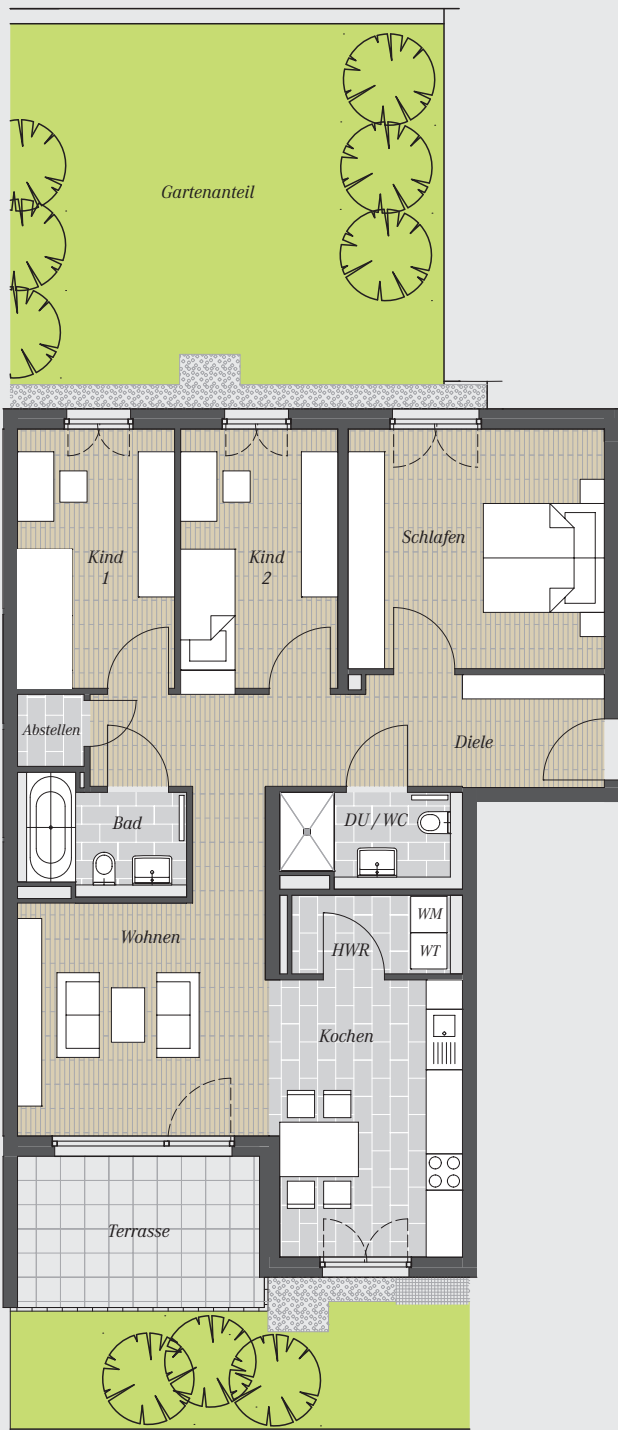 Gartenanteil
Kind
1
Kind
2
Schlafen
Abstellen
Diele
Bad
DU / WC
Wohnen
HWR
WM
WT
Kochen
Terrasse